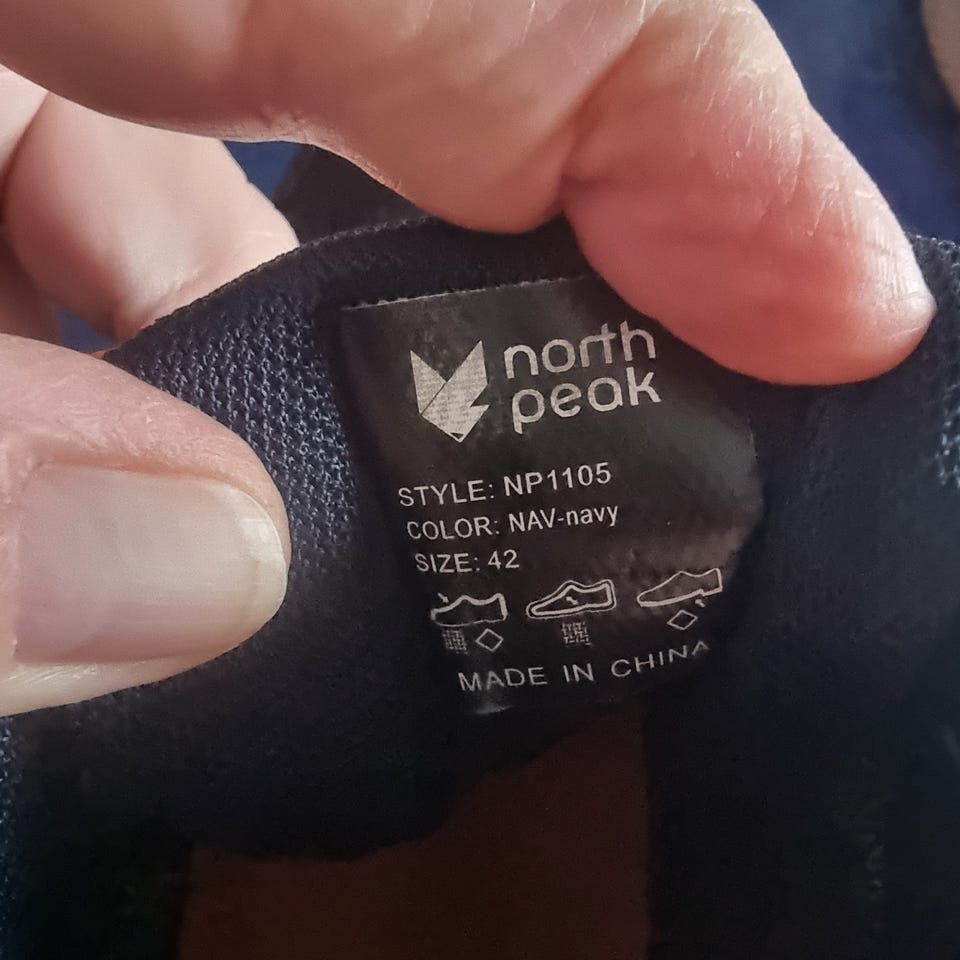 north
peak
STYLE: NP1105
COLOR: NAV-navy
SIZE: 42
MADE IN CHINA